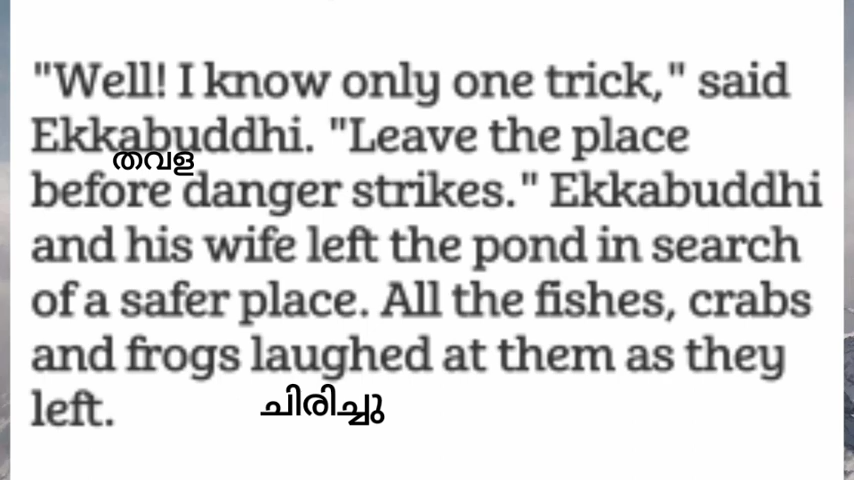 "Well! I know only one trick," said
Ekkabuddhi. "Leave the place
തവള
before danger strikes." Ekkabuddhi
and his wife left the pond in search
of a safer place. All the fishes, crabs
and frogs laughed at them as they
left.
ചിരിച്ചു